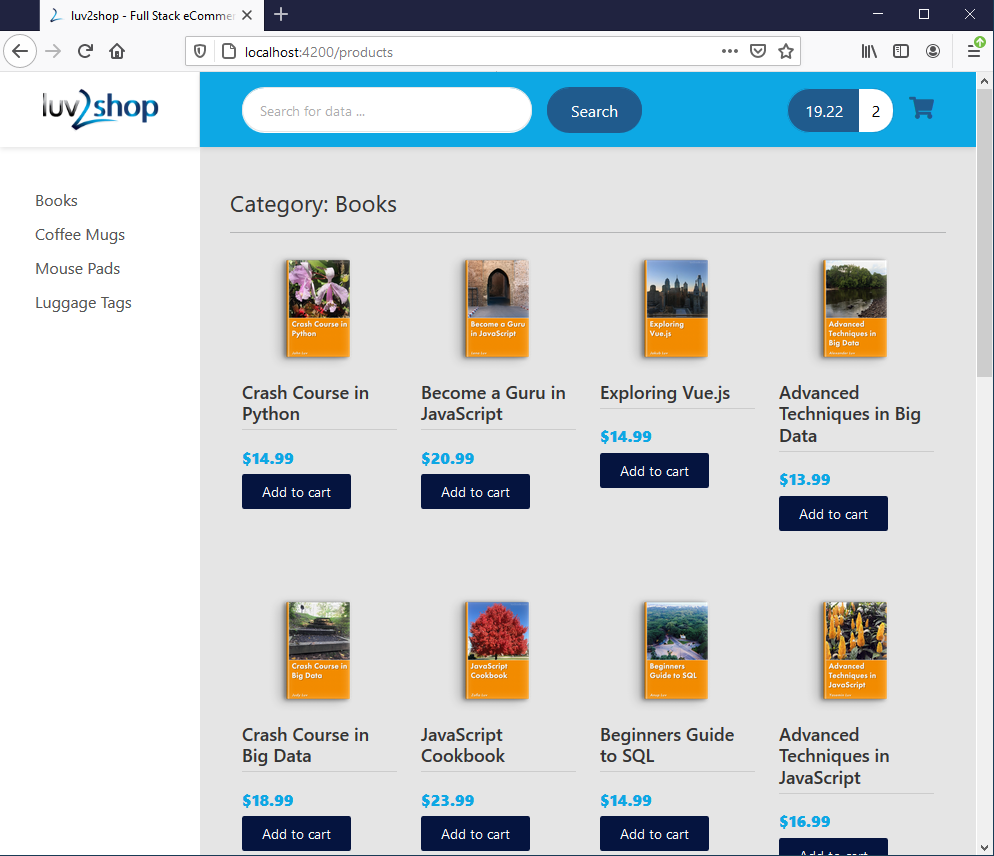 luv2shop - Full Stack eCommer
localhost:4200/products
luv2shop
Search for data ...
Search
19.22
2
Books
Coffee Mugs
Mouse Pads
Luggage Tags
Category: Books
Crash Course in
Python
Become a Guru
in JavaScript
Exploring
Vue.js
Advanced
Techniques in
Big Data
Crash Course in
Python
$14.99
Add to cart
Become a Guru in
JavaScript
$20.99
Add to cart
Exploring Vue.js
$14.99
Add to cart
Advanced
Techniques in Big
Data
$13.99
Add to cart
Crash Course in
Big Data
JavaScript
Cookbook
Beginners
Guide to SQL
Advanced
Techniques in
JavaScript
Crash Course in
Big Data
$18.99
Add to cart
JavaScript
Cookbook
$23.99
Add to cart
Beginners Guide
to SQL
$14.99
Add to cart
Advanced
Techniques in
JavaScript
$16.99
Add to cart